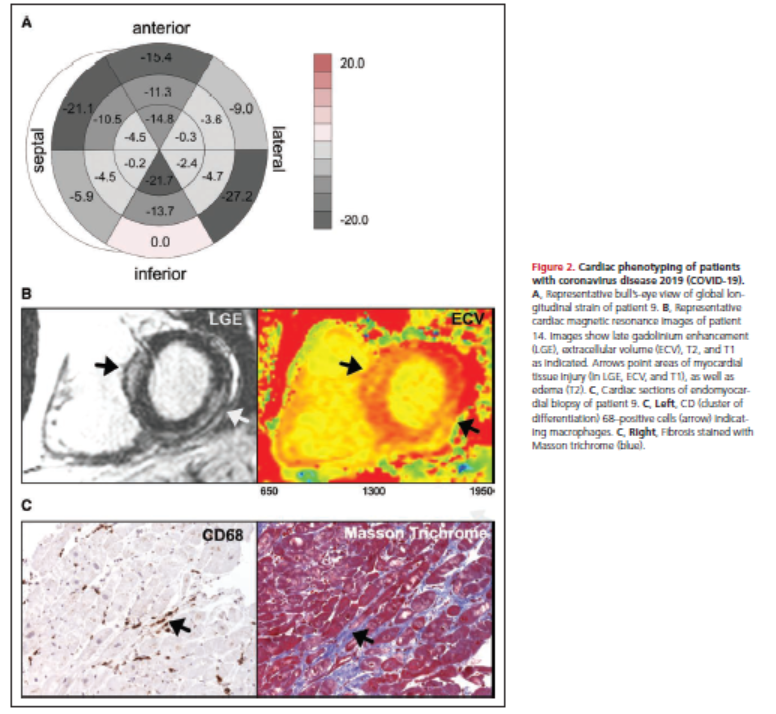 A
anterior
-15.4
20.0
-11.3
-21.1
-9.0
-10.5
-14.8
-3.6
-4.5
-0.3
septal
lateral
-0.2
-2.4
-4.5
-4.7
-21.7
-5.9
-27.2
-13.7
-20.0
0.0
inferior
B
LGE
ECV
650
1300
1950
C
CD68
Masson Trichrome
Figure 2. Cardiac phenotyping of patients
with coronavirus disease 2019 (COVID-19).
A, Representative bull's-eye view of global lon-
gitudinal strain of patient 9. B, Representative
cardiac magnetic resonance images of patient
14. Images show late gadolinium enhancement
(LGE), extracellular volume (ECV), T2, and T1
as indicated. Arrows point areas of myocardial
tissue injury (in LGE, ECV, and T1), as well as
edema (T2). C, Cardiac sections of endomyocar-
dial biopsy of patient 9. C, Left, CD (cluster of
differentiation) 68–positive cells (arrow) indicat-
ing macrophages. C, Right, Fibrosis stained with
Masson trichrome (blue).